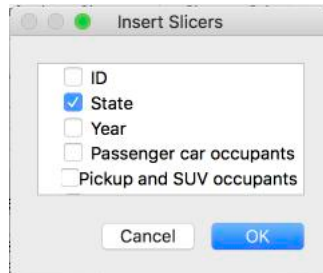 Insert Slicers
ID
State
Year
Passenger car occupants
Pickup and SUV occupants
Cancel OK